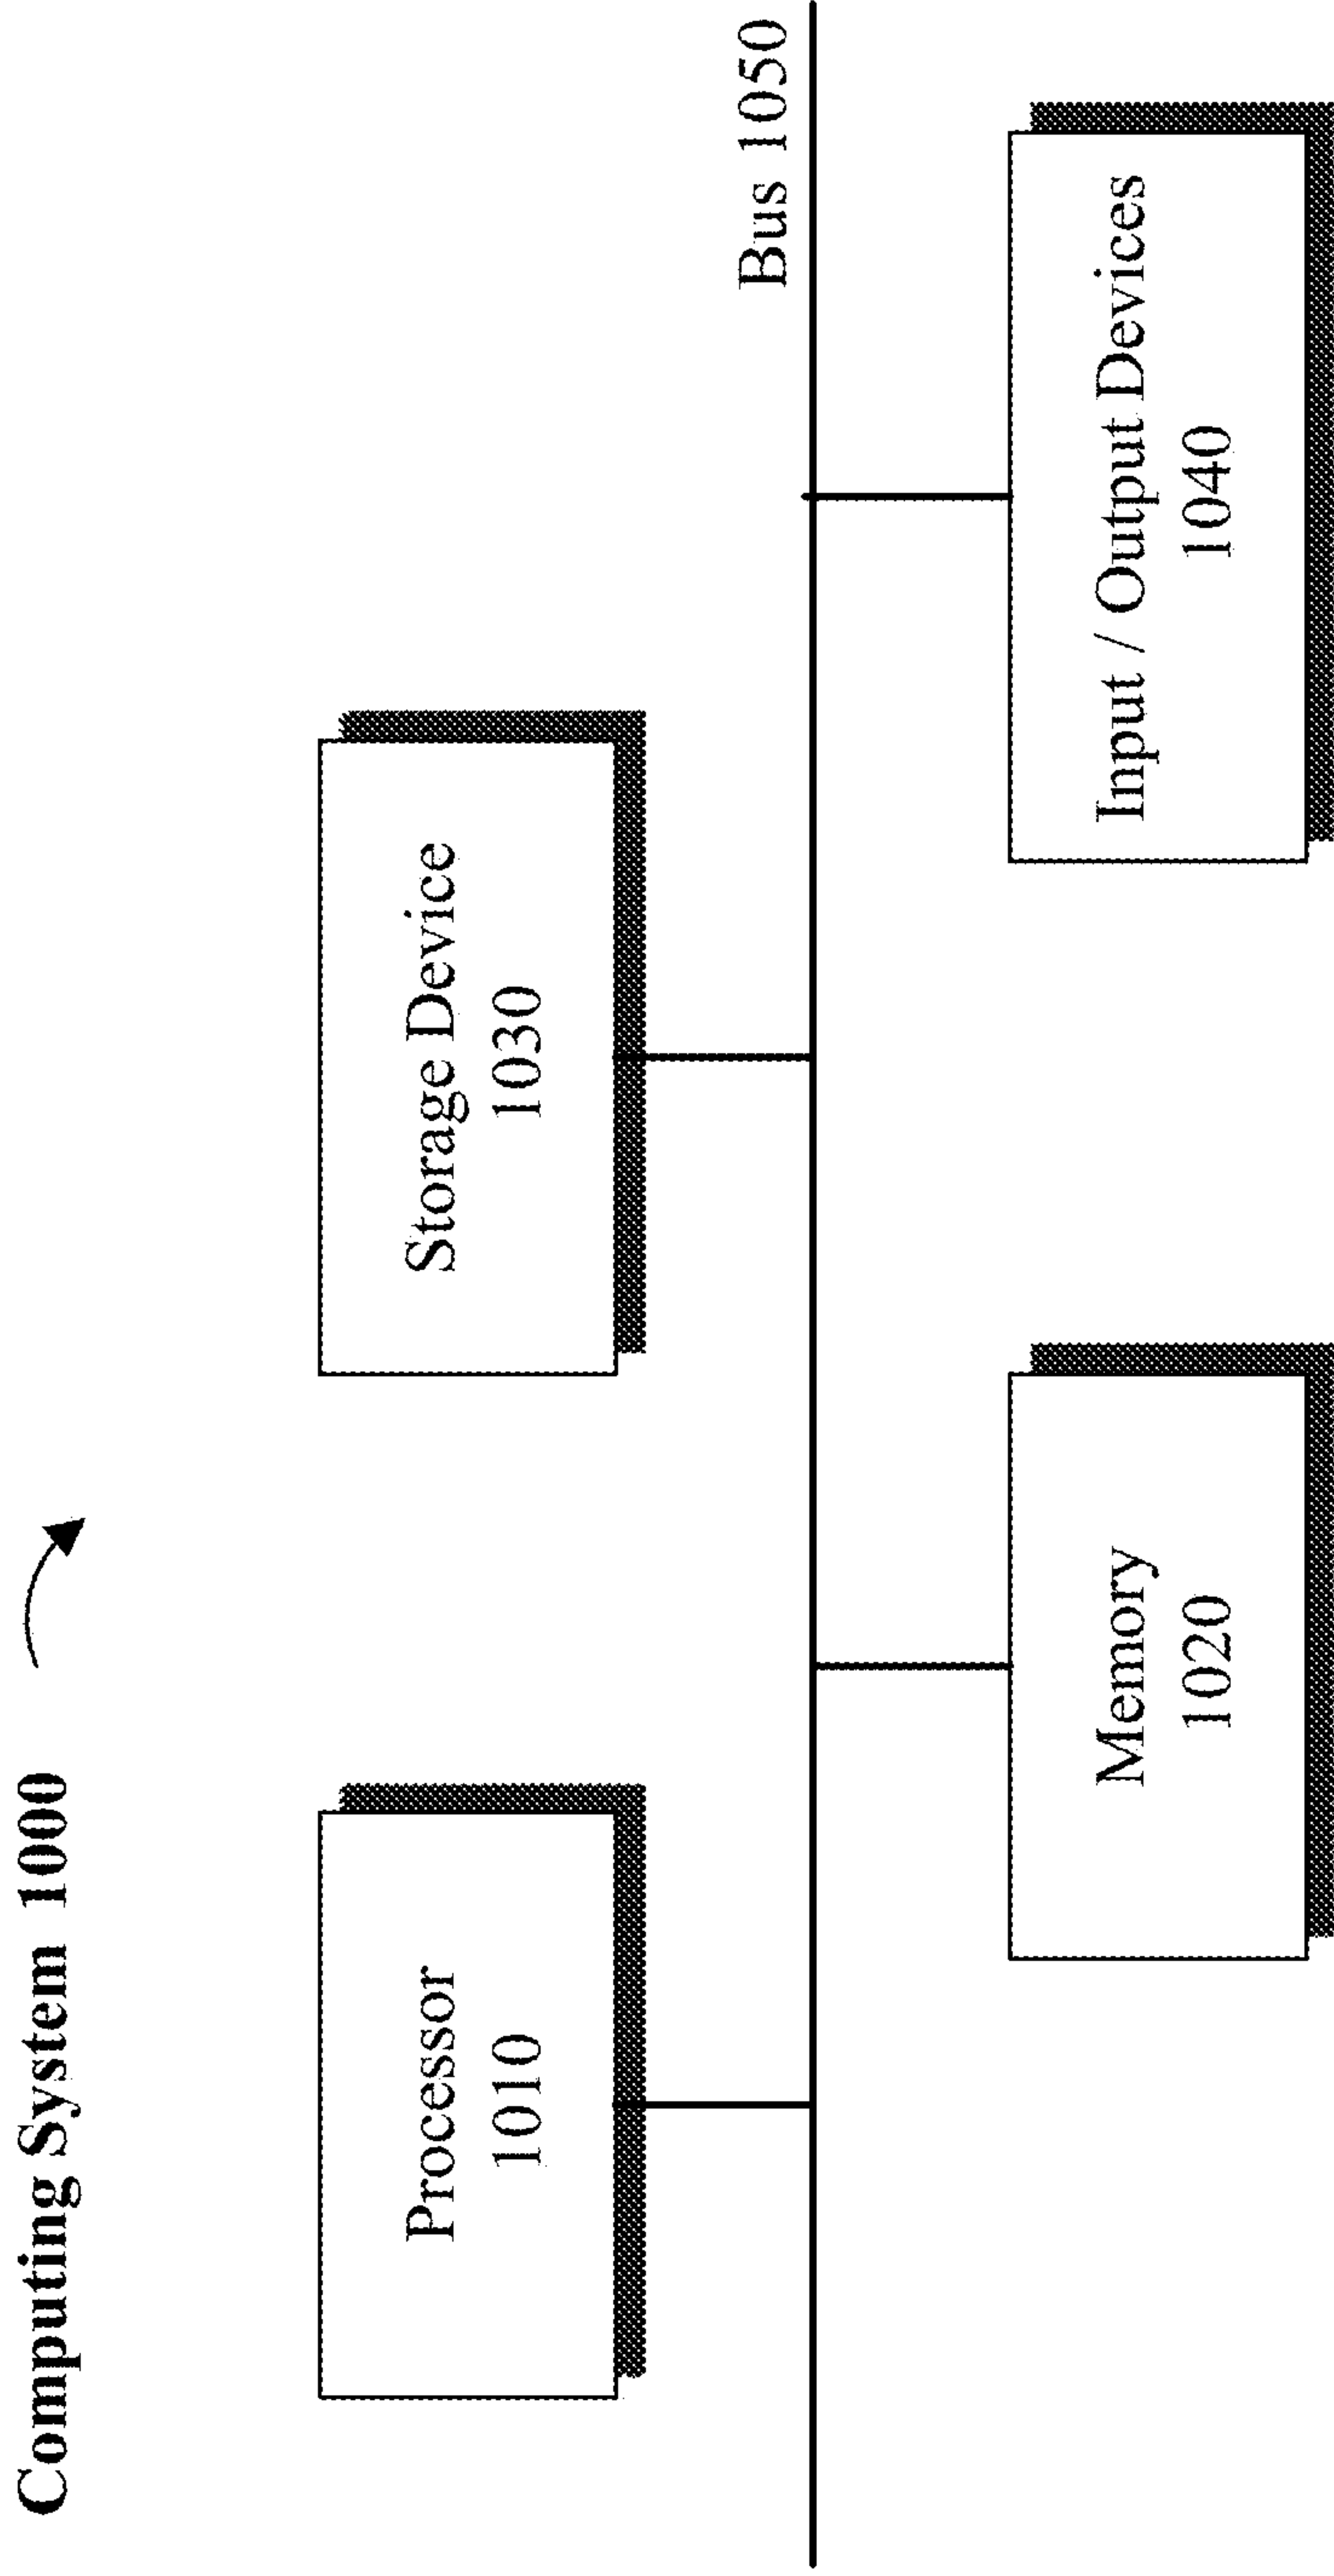 Computing System 1000
Processor
1010
Storage Device
1030
Bus 1050
Memory
1020
Input / Output Devices
1040